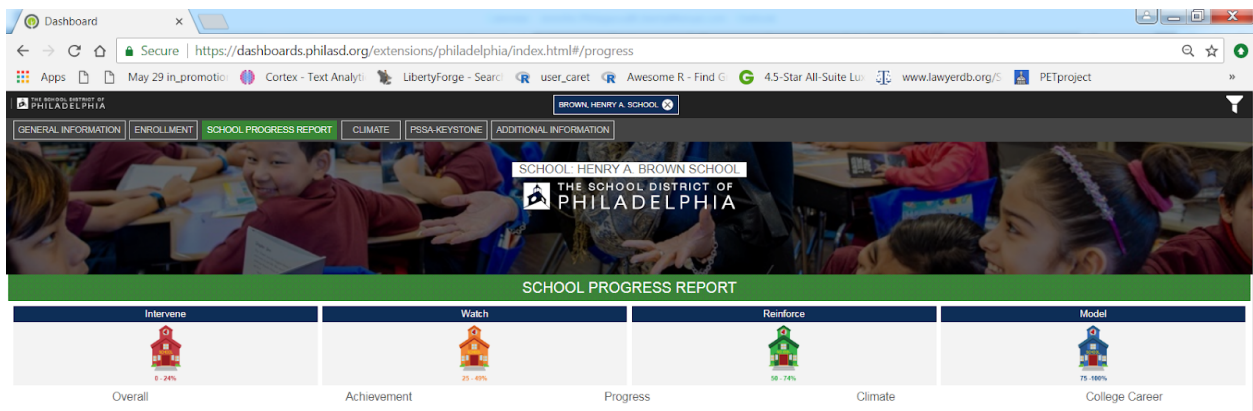 Dashboard
Secure | https://dashboards.philasd.org/extensions/philadelphia/index.html#/progress
Apps May 29 in_promotio Cortex - Text Analyti LibertyForge - Search user_caret Awesome R - Find G 4.5-Star All-Suite Lu www.lawyerdb.org/S PETproject »
THE SCHOOL DISTRICT OF
PHILADELPHIA
BROWN, HENRY A. SCHOOL
GENERAL INFORMATION ENROLLMENT SCHOOL PROGRESS REPORT CLIMATE PSSA-KEYSTONE ADDITIONAL INFORMATION
SCHOOL: HENRY A. BROWN SCHOOL
THE SCHOOL DISTRICT OF
PHILADELPHIA
SCHOOL PROGRESS REPORT
Intervene Watch Reinforce Model
0 - 24% 25 - 49% 50 - 74% 75 -100%
Overall Achievement Progress Climate College Career